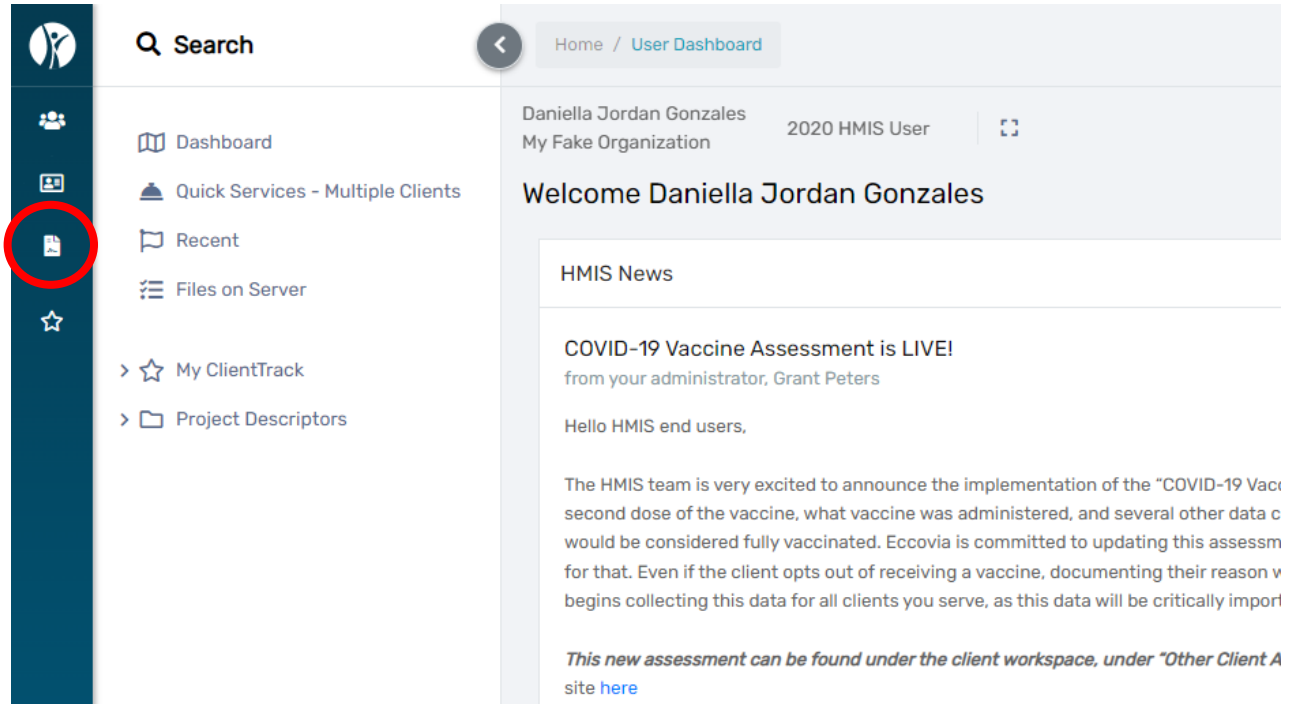 Search
Home / User Dashboard
Dashboard
Quick Services - Multiple Clients
Recent
Files on Server
My ClientTrack
Project Descriptors
Daniella Jordan Gonzales
My Fake Organization
2020 HMIS User
Welcome Daniella Jordan Gonzales
HMIS News
COVID-19 Vaccine Assessment is LIVE!
from your administrator, Grant Peters
Hello HMIS end users,
The HMIS team is very excited to announce the implementation of the “COVID-19
second dose of the vaccine, what vaccine was administered, and several other data
would be considered fully vaccinated. Eccovia is committed to updating this
for that. Even if the client opts out of receiving a vaccine, documenting their reason
begins collecting this data for all clients you serve, as this data will be critically
This new assessment can be found under the client workspace, under “Other Client
site here